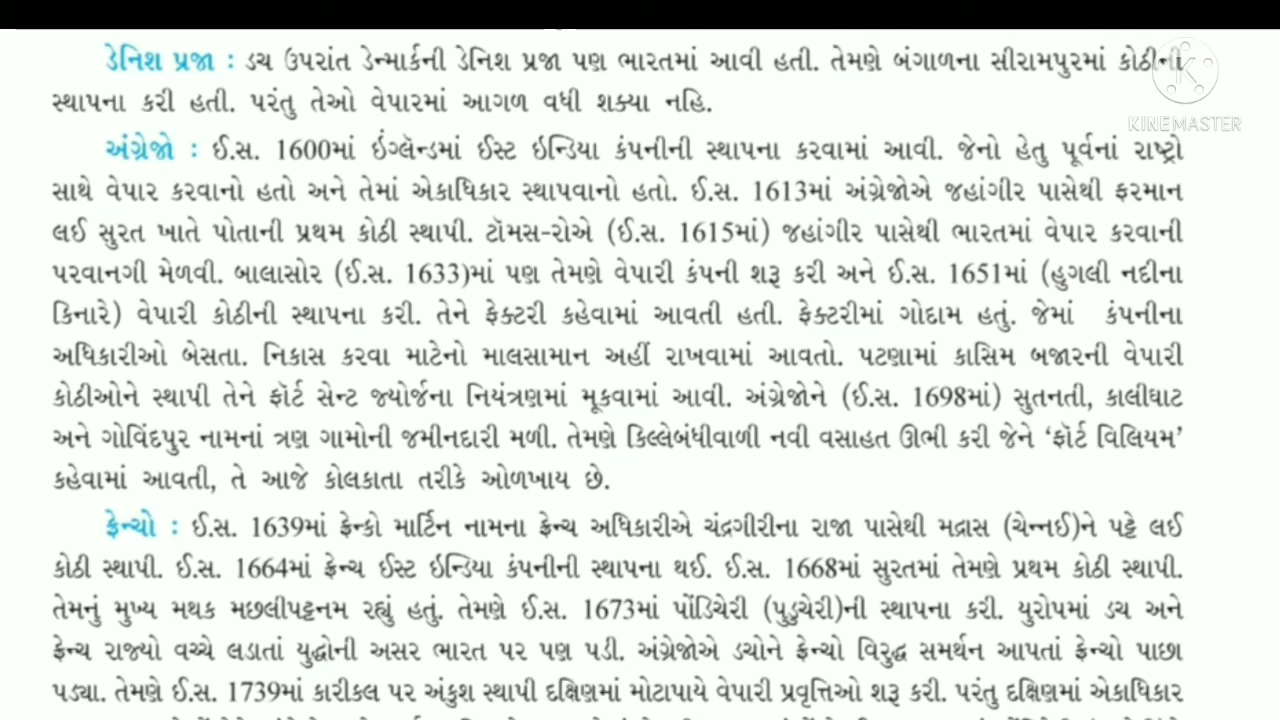 ડેનિશ પ્રજા : ડચ ઉપરાંત ડેન્માર્કની ડેનિશ પ્રજા પણ ભારતમાં આવી હતી. તેમણે બંગાળના સીરામપુરમાં કોઠીની
KINEMASTER
સ્થાપના કરી હતી. પરંતુ તેઓ વેપારમાં આગળ વધી શક્યા નહિ.
અંગ્રેજો : ઈ.સ. 1600માં ઇંગ્લૅન્ડમાં ઈસ્ટ ઇન્ડિયા કંપનીની સ્થાપના કરવામાં આવી. જેનો હેતુ પૂર્વનાં રાષ્ટ્રો
સાથે વેપાર કરવાનો હતો અને તેમાં એકાધિકાર સ્થાપવાનો હતો. ઈ.સ. 1613માં અંગ્રેજોએ જહાંગીર પાસેથી ફરમાન
લઈ સુરત ખાતે પોતાની પ્રથમ કોઠી સ્થાપી. ટૉમસ-રોએ (ઈ.સ. 1615માં) જહાંગીર પાસેથી ભારતમાં વેપાર કરવાની
પરવાનગી મેળવી. બાલાસોર (ઈ.સ. 1633)માં પણ તેમણે વેપારી કંપની શરૂ કરી અને ઈ.સ. 1651માં (હુગલી નદીના
કિનારે) વેપારી કોઠીની સ્થાપના કરી. તેને ફેક્ટરી કહેવામાં આવતી હતી. ફેક્ટરીમાં ગોદામ હતું. જેમાં કંપનીના
અધિકારીઓ બેસતા. નિકાસ કરવા માટેનો માલસામાન અહીં રાખવામાં આવતો. પટણામાં કાસિમ બજારની વેપારી
કોઠીઓને સ્થાપી તેને ફૉર્ટ સેન્ટ જ્યોર્જના નિયંત્રણમાં મૂકવામાં આવી. અંગ્રેજોને (ઈ.સ. 1698માં) સુતનતી, કાલીઘાટ
અને ગોવિંદપુર નામનાં ત્રણ ગામોની જમીનદારી મળી. તેમણે કિલ્લેબંધીવાળી નવી વસાહત ઊભી કરી જેને ‘ફૉર્ટ વિલિયમ’
કહેવામાં આવતી, તે આજે કોલકાતા તરીકે ઓળખાય છે.
ફ્રેન્ચો : ઈ.સ. 1639માં ફ્રેન્કો માર્ટિન નામના ફ્રેન્ચ અધિકારીએ ચંદ્રગીરીના રાજા પાસેથી મદ્રાસ (ચેન્નઈ)ને પટ્ટે લઈ
કોઠી સ્થાપી. ઈ.સ. 1664માં ફ્રેન્ચ ઈસ્ટ ઇન્ડિયા કંપનીની સ્થાપના થઈ. ઈ.સ. 1668માં સુરતમાં તેમણે પ્રથમ કોઠી સ્થાપી.
તેમનું મુખ્ય મથક મછલીપટ્ટનમ રહ્યું હતું. તેમણે ઈ.સ. 1673માં પોંડિચેરી (પુડુચેરી)ની સ્થાપના કરી. યુરોપમાં ડચ અને
ફ્રેન્ચ રાજ્યો વચ્ચે લડાતાં યુદ્ધોની અસર ભારત પર પણ પડી. અંગ્રેજોએ ડચોને ફ્રેન્ચો વિરુદ્ધ સમર્થન આપતાં ફ્રેન્ચો પાછા
પડ્યા. તેમણે ઈ.સ. 1739માં કારીકલ પર અંકુશ સ્થાપી દક્ષિણમાં મોટાપાયે વેપારી પ્રવૃત્તિઓ શરૂ કરી. પરંતુ દક્ષિણમાં એકાધિકાર